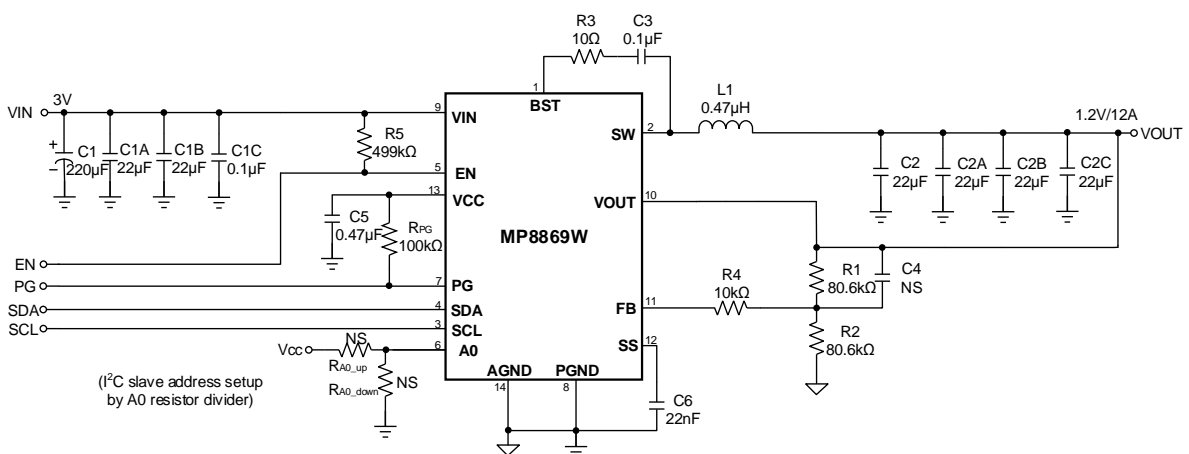 R3
10Ω
C3
0.1µF
1
BST
VIN
3V
9
VIN
SW
2
L1
0.47µH
1.2V/12A
VOUT
+
−
C1
220µF
C1A
22µF
C1B
22µF
C1C
0.1µF
R5
499kΩ
5
EN
13
VCC
C5
0.47µF
RPG
100kΩ
VOUT
10
C2
22µF
C2A
22µF
C2B
22µF
C2C
22µF
MP8869W
EN
PG
7
PG
SDA
4
SDA
SCL
3
SCL
Vcc
NS
6
A0
RA0_up
NS
RA0_down
(I²C slave address setup
by A0 resistor divider)
FB
11
R4
10kΩ
R1
80.6kΩ
C4
NS
R2
80.6kΩ
SS
12
AGND
14
PGND
8
C6
22nF